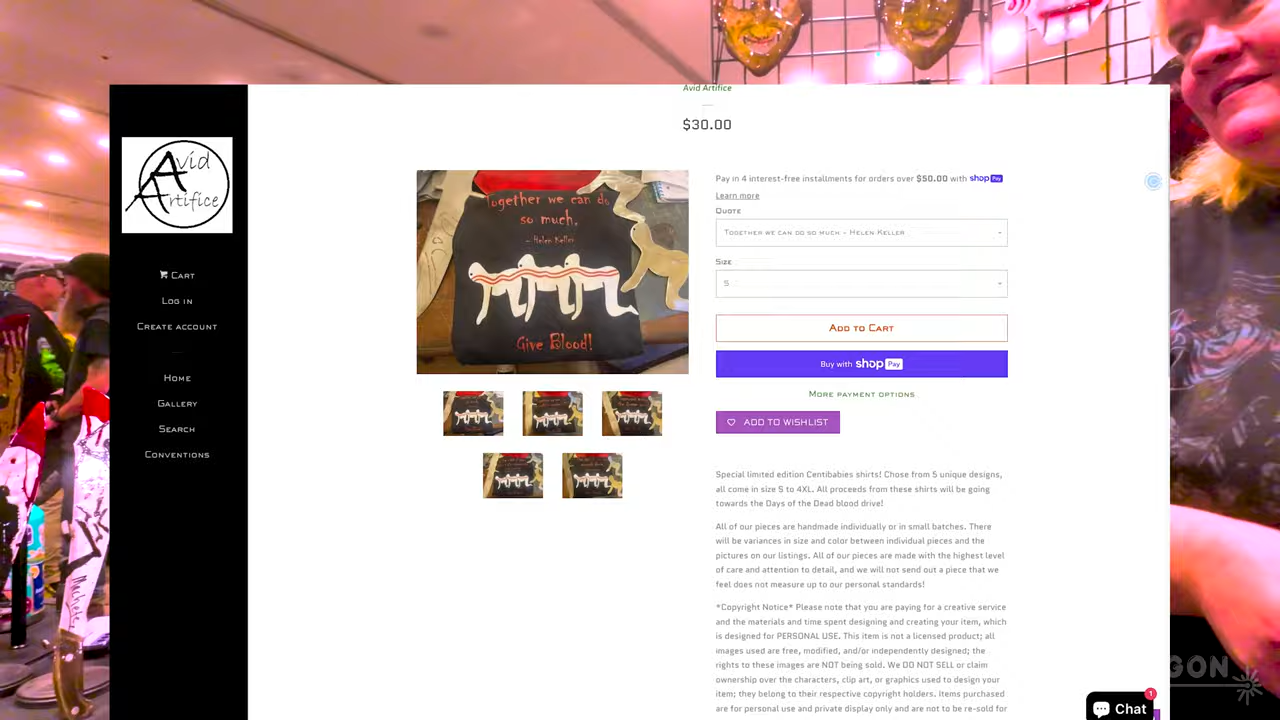 Avid Artifice
$30.00
Avid
Artifice
Cart
Log in
Create account
Home
Gallery
Search
Conventions
Together we can do
so much.
~ Helen Keller
Give Blood!
Pay in 4 interest-free installments for orders over $50.00 with shop Pay
Learn more
Quote
Together we can do so much - Helen Keller
Size
S
Add to Cart
Buy with shop Pay
More payment options
ADD TO WISHLIST
Special limited edition Centibabies shirts! Chose from 5 unique designs,
all come in size S to 4XL. All proceeds from these shirts will be going
towards the Days of the Dead blood drive!
All of our pieces are handmade individually or in small batches. There
will be variances in size and color between individual pieces and the
pictures on our listings. All of our pieces are made with the highest level
of care and attention to detail, and we will not send out a piece that we
feel does not measure up to our personal standards!
*Copyright Notice* Please note that you are paying for a creative service
and the materials and time spent designing and creating your item, which
is designed for PERSONAL USE. This item is not a licensed product; all
images used are free, modified, and/or independently designed; the
rights to these images are NOT being sold. We DO NOT SELL or claim
ownership over the characters, clip art, or graphics used to design your
item; they belong to their respective copyright holders. Items purchased
are for personal use and private display only and are not to be re-sold for
Chat
1
GON